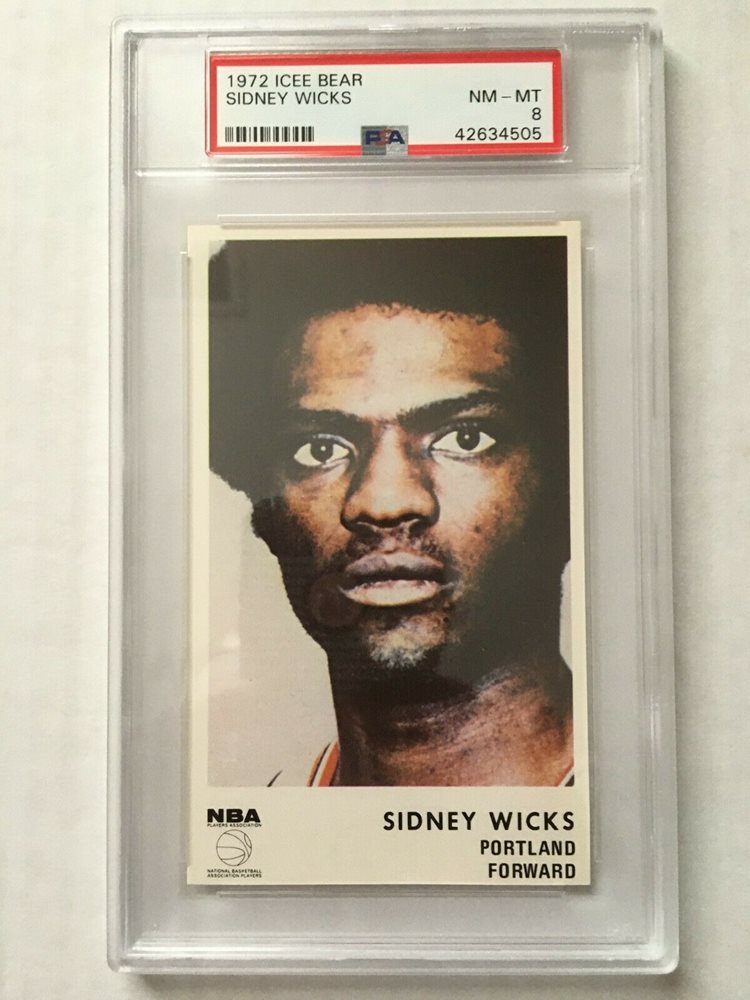 1972 ICEE BEAR
SIDNEY WICKS
NM – MT
8
42634505
PSA
NBA
PLAYERS ASSOCIATION
NATIONAL BASKETBALL
ASSOCIATION PLAYERS
SIDNEY WICKS
PORTLAND
FORWARD